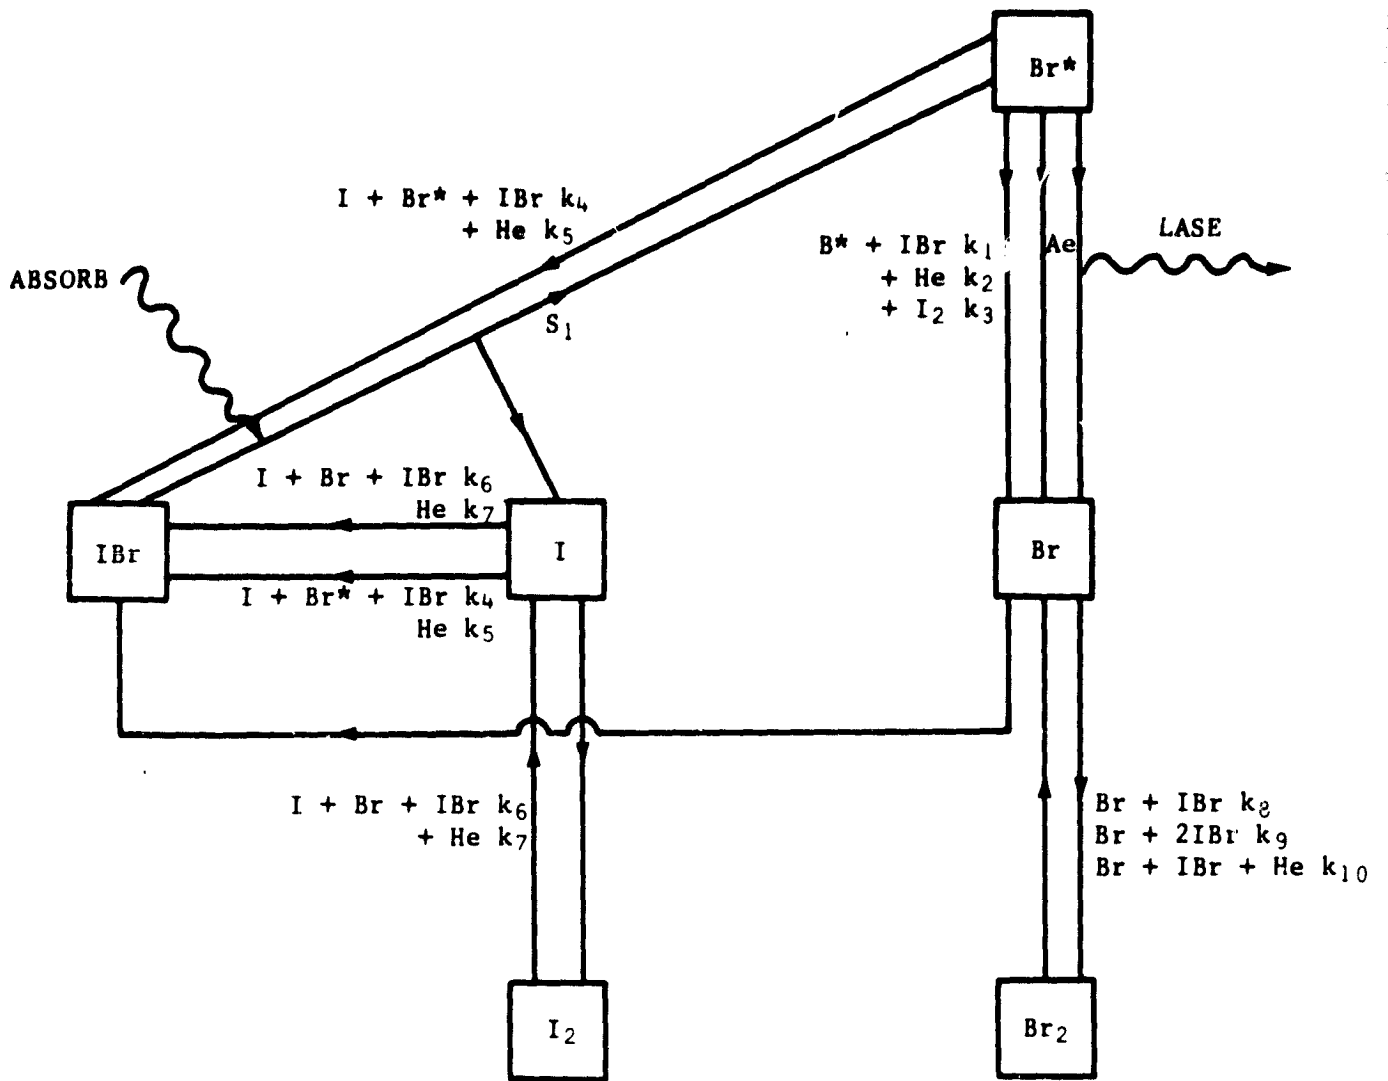 Br*
I + Br* + IBr k₄
+ He k₅
ABSORB
S₁
B* + IBr k₁
+ He k₂
+ I₂ k₃
Ae
LASE
I + Br + IBr k₆
He k₇
IBr
I
Br
I + Br* + IBr k₄
He k₅
I + Br + IBr k₆
+ He k₇
Br + IBr k₈
Br + 2IBr k₉
Br + IBr + He k₁₀
I₂
Br₂